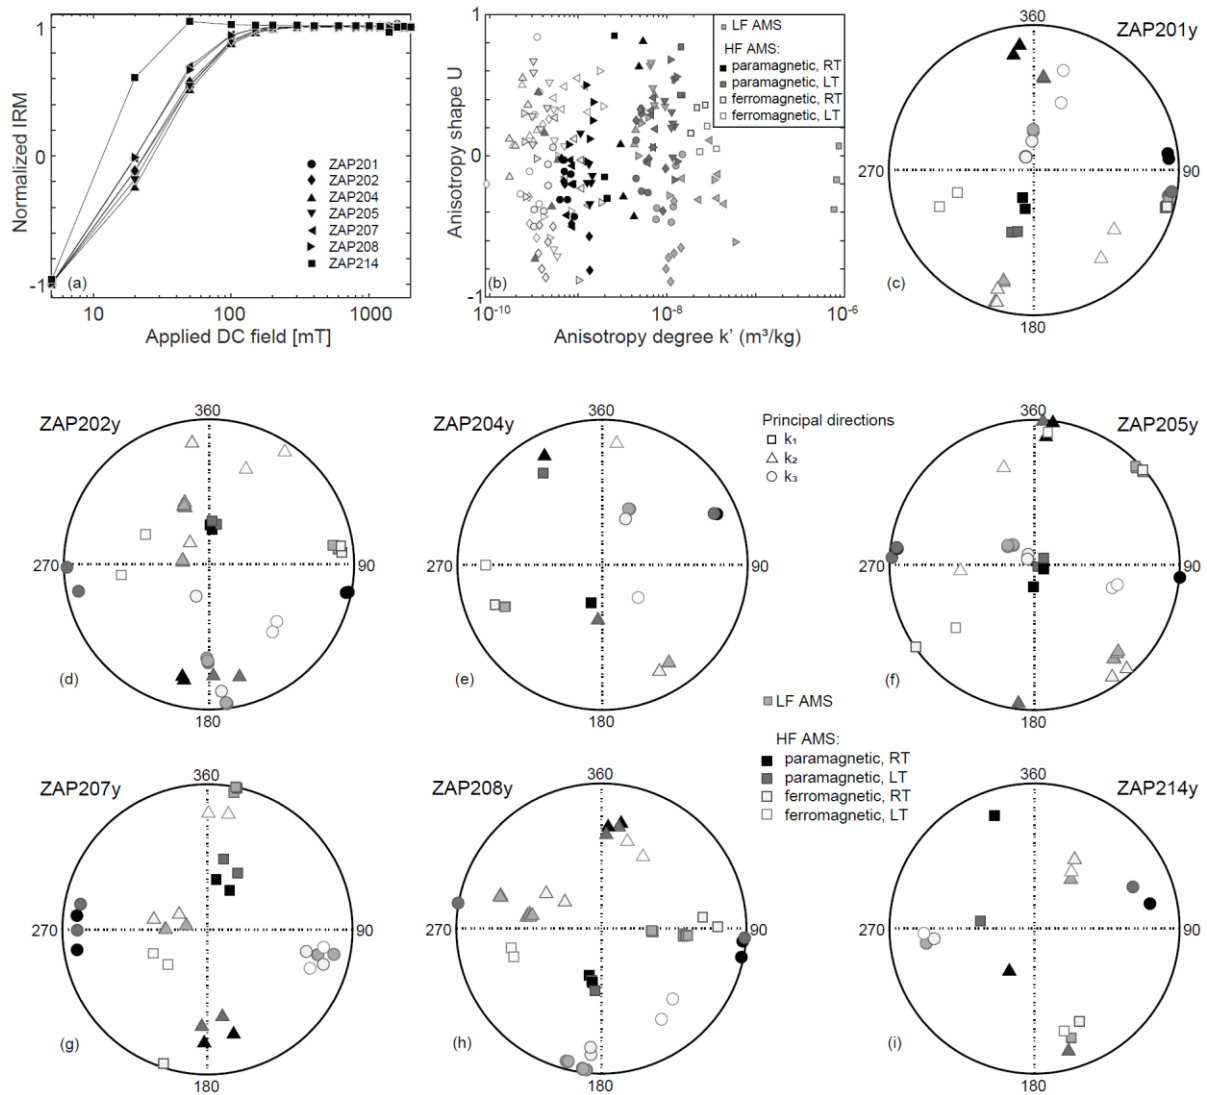 1
0
-1
Normalized IRM
ZAP201
ZAP202
ZAP204
ZAP205
ZAP207
ZAP208
ZAP214
(a)
10
100
1000
Applied DC field [mT]
1
0
-1
Anisotropy shape U
LF AMS
HF AMS:
paramagnetic, RT
paramagnetic, LT
ferromagnetic, RT
ferromagnetic, LT
(b)
10⁻¹⁰
10⁻⁸
10⁻⁶
Anisotropy degree k’ (m³/kg)
360
ZAP201y
270
90
(c)
180
ZAP202y
360
270
90
(d)
180
ZAP204y
360
270
90
(e)
180
Principal directions
k₁
k₂
k₃
360
ZAP205y
270
90
(f)
180
LF AMS
HF AMS:
paramagnetic, RT
paramagnetic, LT
ferromagnetic, RT
ferromagnetic, LT
ZAP207y
360
270
90
(g)
180
ZAP208y
360
270
90
(h)
180
360
ZAP214y
270
90
(i)
180